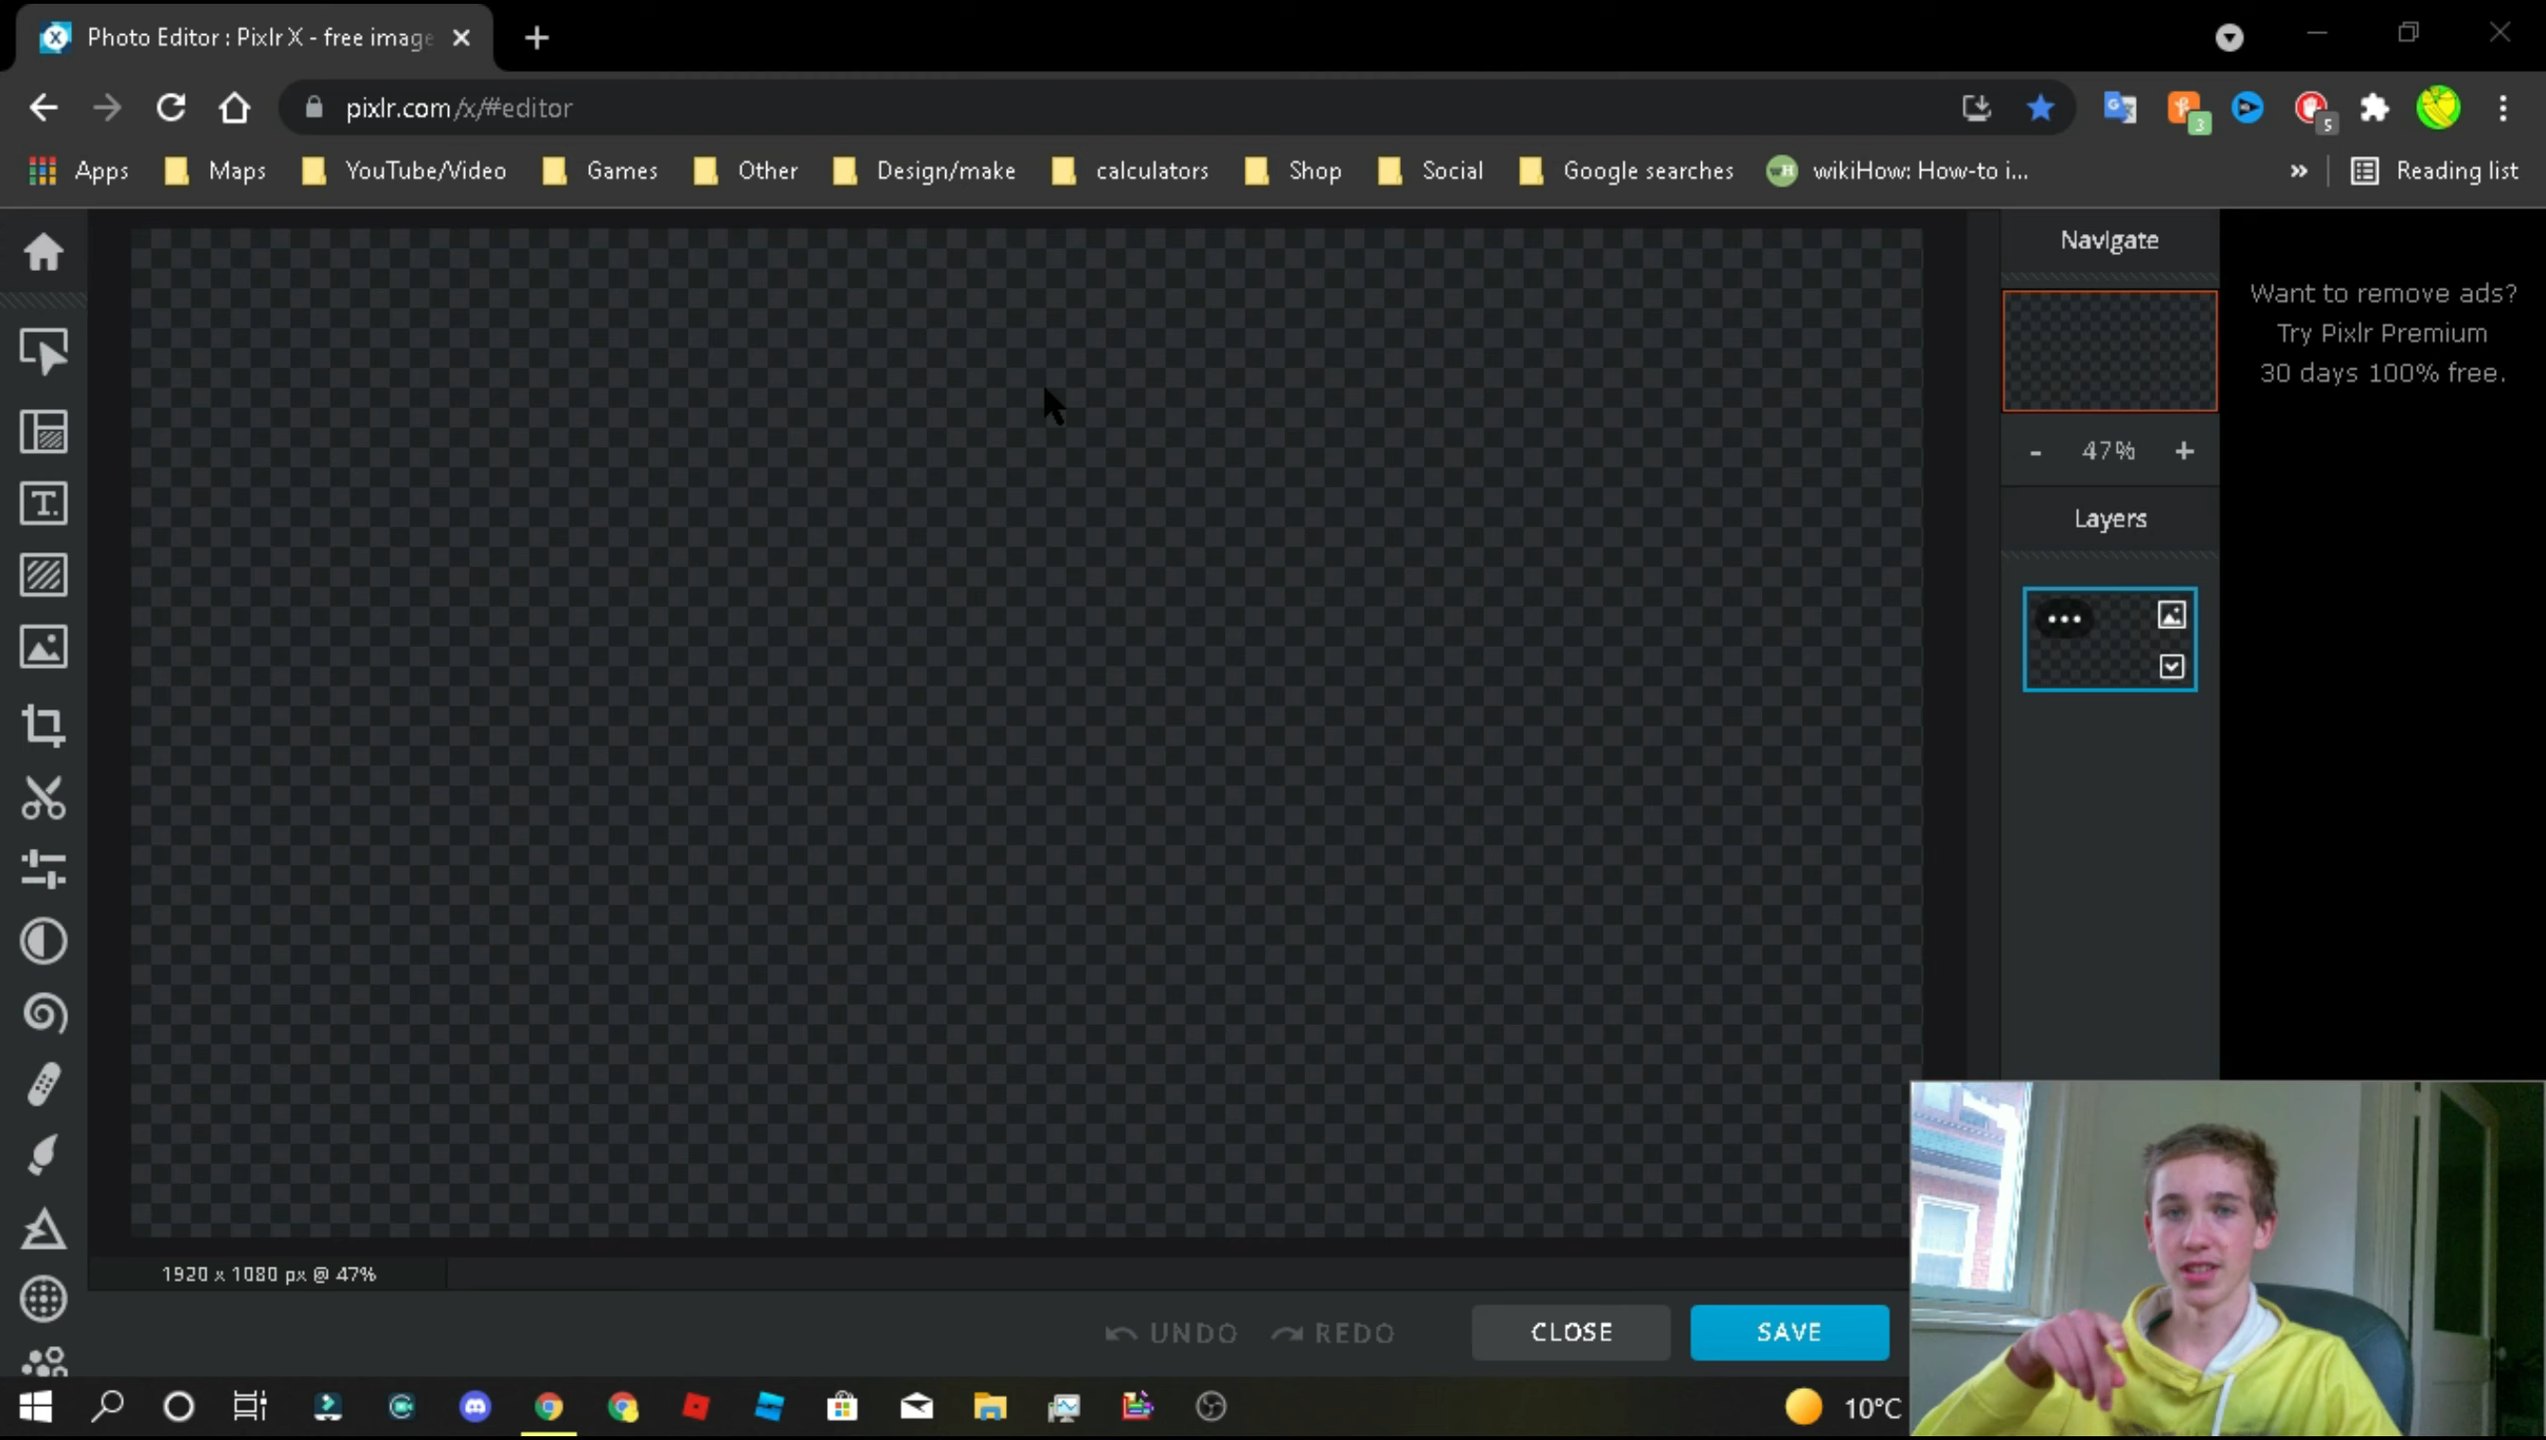 Photo Editor : Pixlr X - free image
pixlr.com/x/#editor
3
5
Apps
Maps
YouTube/Video
Games
Other
Design/make
calculators
Shop
Social
Google searches
wikiHow: How-to i...
»
Reading list
Navigate
Want to remove ads?
Try Pixlr Premium
30 days 100% free.
- 47% +
Layers
1920 x 1080 px @ 47%
UNDO
REDO
CLOSE
SAVE
10°C